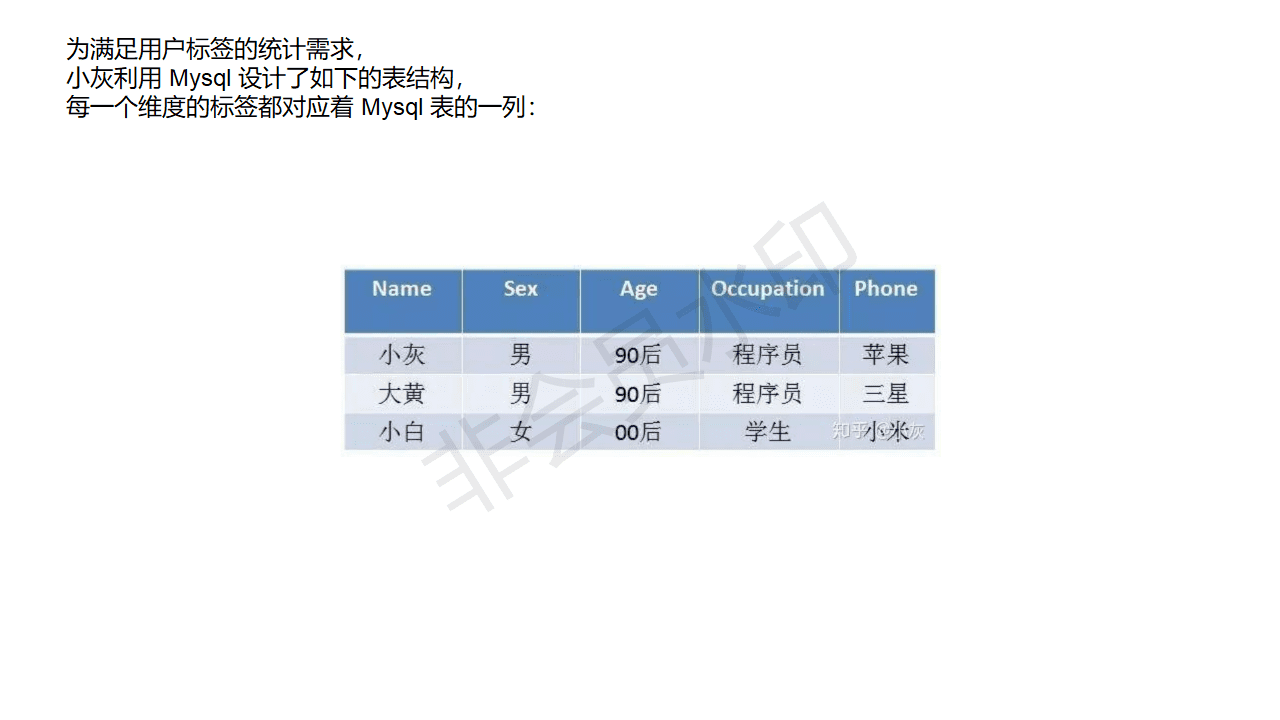 为满足用户标签的统计需求，
小灰利用 Mysql 设计了如下的表结构，
每一个维度的标签都对应着 Mysql 表的一列：
Name Sex Age Occupation Phone
小灰 男 90后 程序员 苹果
大黄 男 90后 程序员 三星
小白 女 00后 学生 小米
知乎
非会员水印